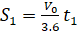 S₁ = V₀/3.6 t₁